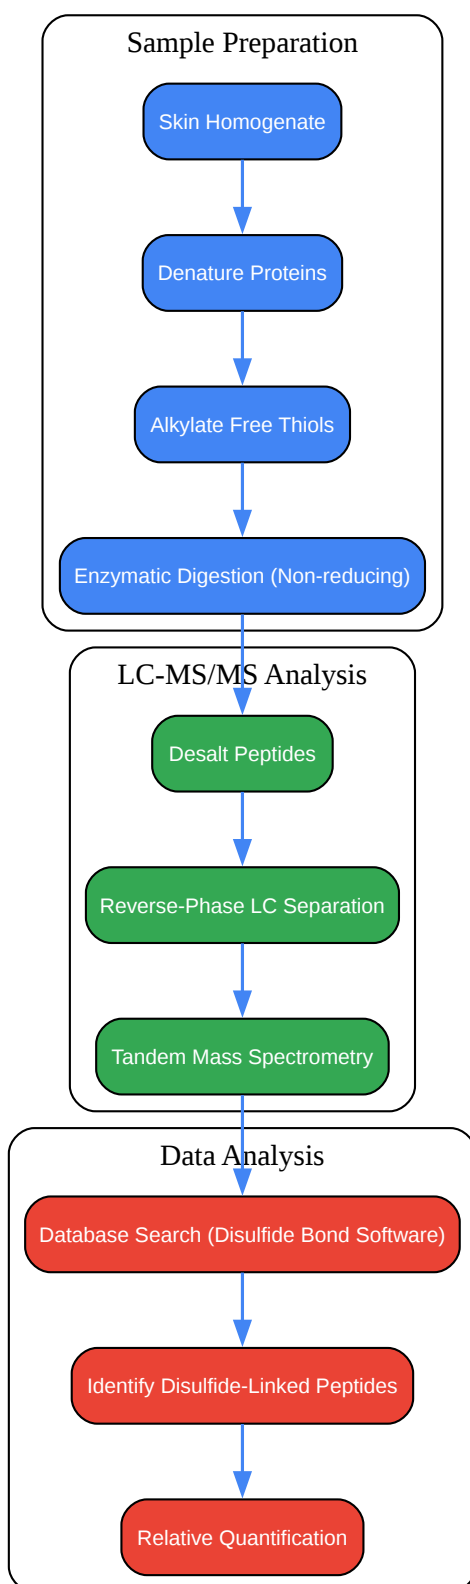 Sample Preparation
Skin Homogenate
Denature Proteins
Alkylate Free Thiols
Enzymatic Digestion (Non-reducing)
LC-MS/MS Analysis
Desalt Peptides
Reverse-Phase LC Separation
Tandem Mass Spectrometry
Data Analysis
Database Search (Disulfide Bond Software)
Identify Disulfide-Linked Peptides
Relative Quantification